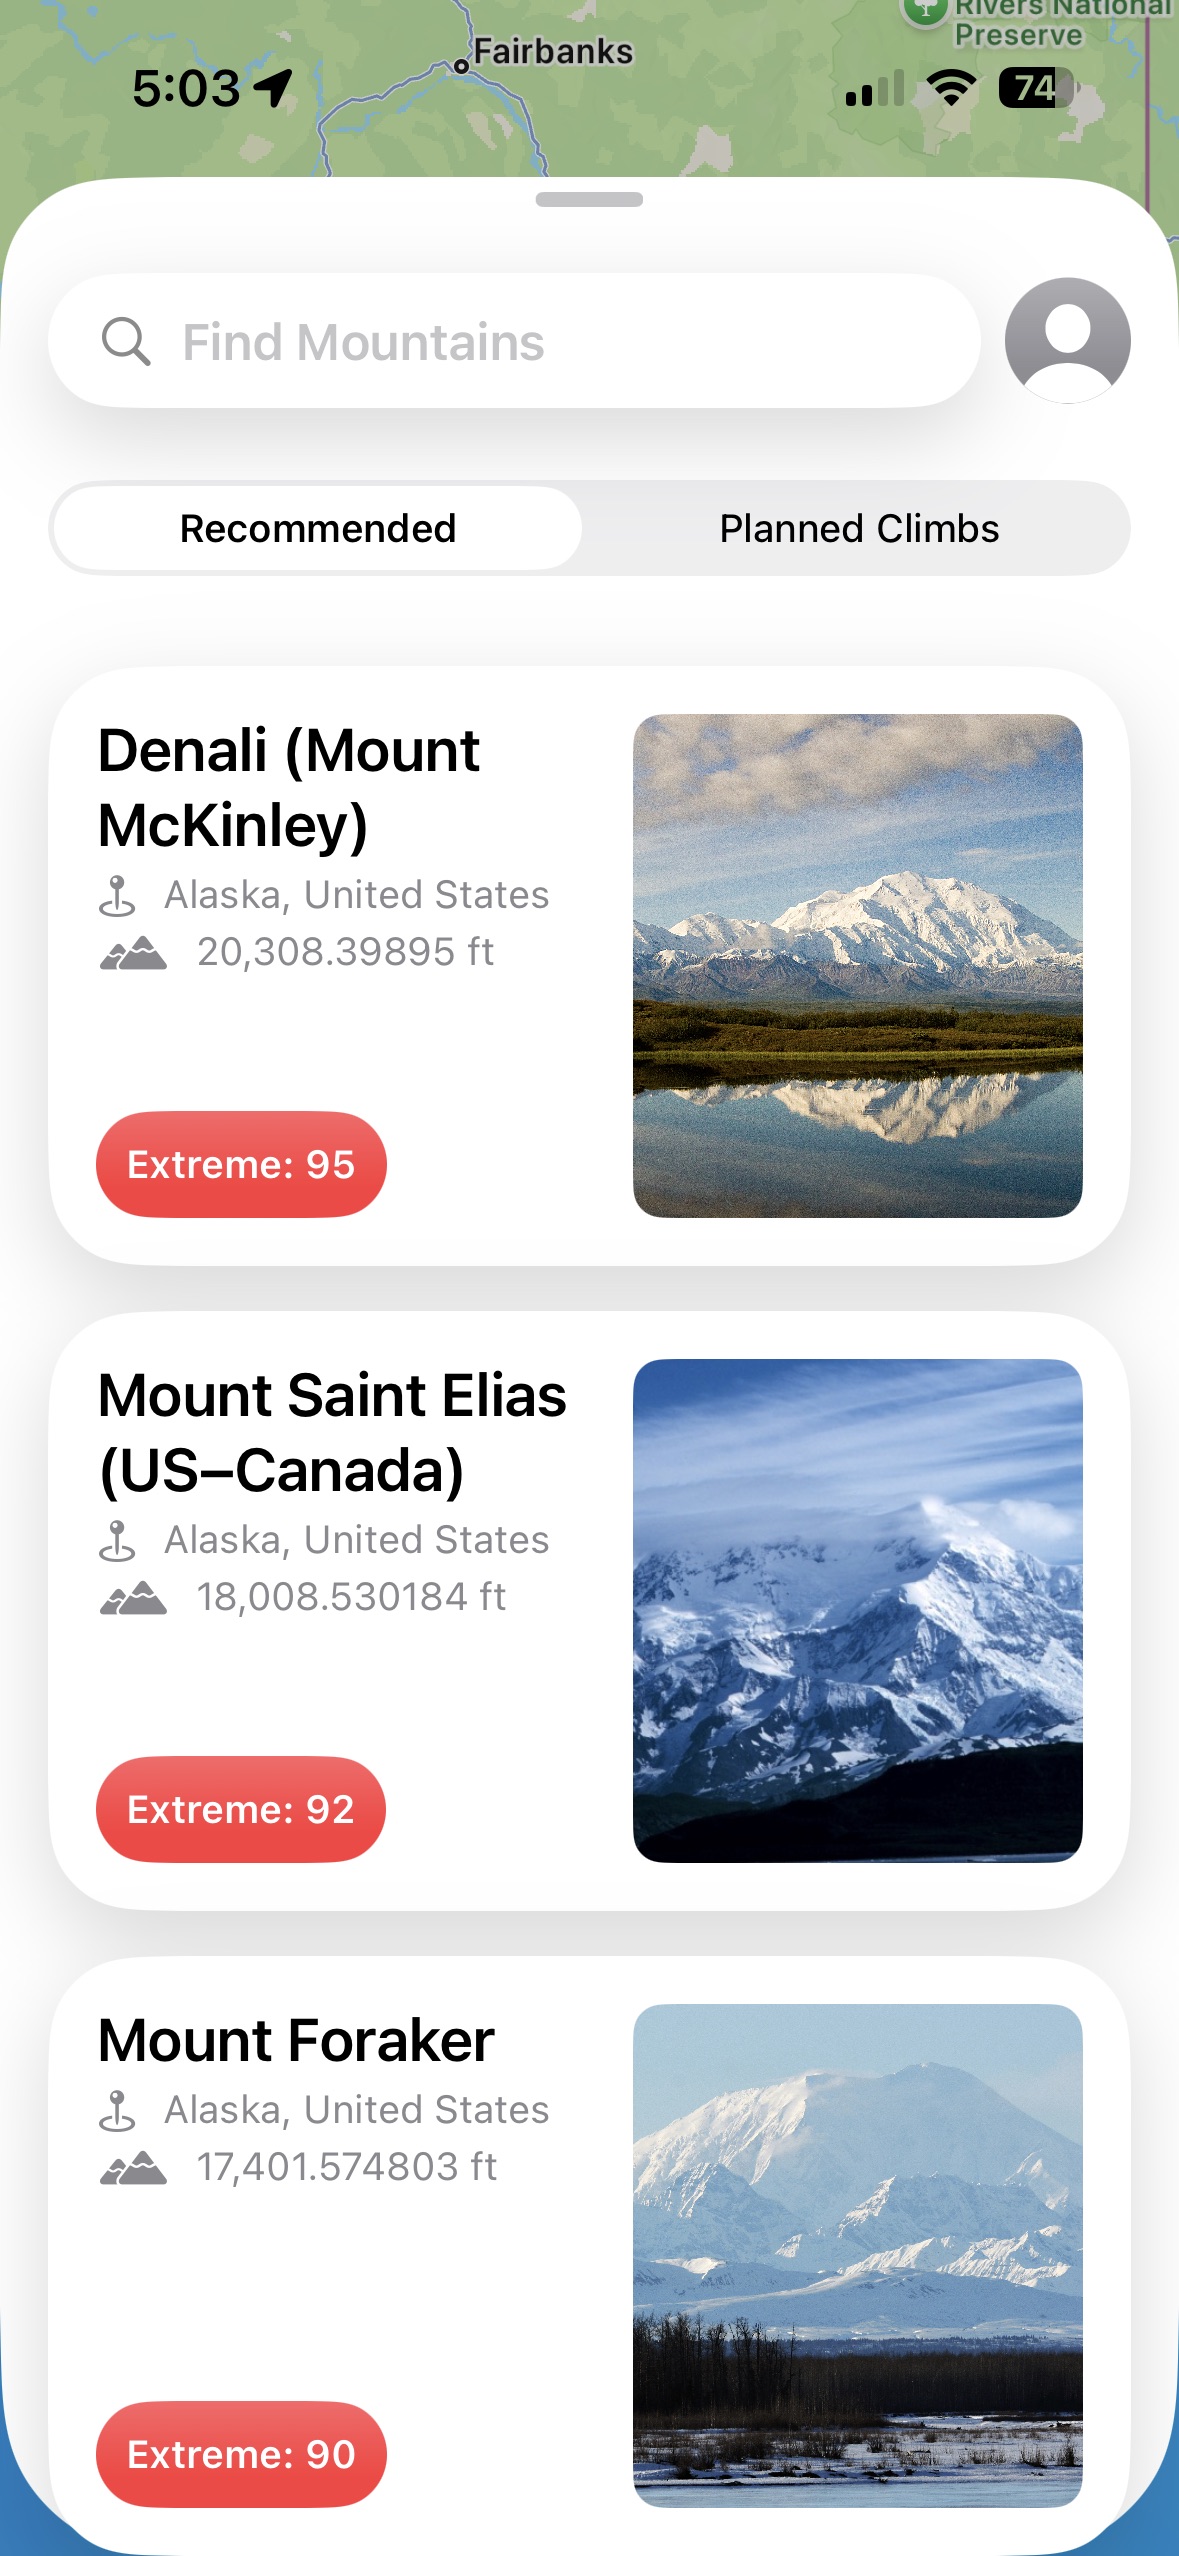 Rivers National
Preserve
Fairbanks
5:03
74
Find Mountains
Recommended
Planned Climbs
Denali (Mount
McKinley)
Alaska, United States
20,308.39895 ft
Extreme: 95
Mount Saint Elias
(US–Canada)
Alaska, United States
18,008.530184 ft
Extreme: 92
Mount Foraker
Alaska, United States
17,401.574803 ft
Extreme: 90